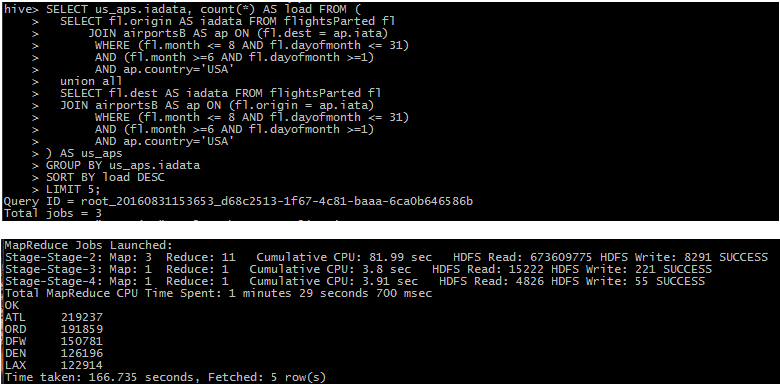 hive> SELECT us_aps.iadata, count(*) AS load FROM (
    >   SELECT fl.origin AS iadata FROM flightsParted fl
    >       JOIN airportsB AS ap ON (fl.dest = ap.iata)
    >        WHERE (fl.month <= 8 AND fl.dayofmonth <= 31)
    >        AND (fl.month >=6 AND fl.dayofmonth >=1)
    >        AND ap.country='USA'
    >   union all
    >   SELECT fl.dest AS iadata FROM flightsParted fl
    >   JOIN airportsB AS ap ON (fl.origin = ap.iata)
    >        WHERE (fl.month <= 8 AND fl.dayofmonth <= 31)
    >        AND (fl.month >=6 AND fl.dayofmonth >=1)
    >        AND ap.country='USA'
    > ) AS us_aps
    > GROUP BY us_aps.iadata
    > SORT BY load DESC
    > LIMIT 5;
Query ID = root_20160831153653_d68c2513-1f67-4c81-baaa-6ca0b646586b
Total jobs = 3
MapReduce Jobs Launched:
Stage-Stage-2: Map: 3  Reduce: 11   Cumulative CPU: 81.99 sec   HDFS Read: 673609775 HDFS Write: 8291 SUCCESS
Stage-Stage-3: Map: 1  Reduce: 1   Cumulative CPU: 3.8 sec   HDFS Read: 15222 HDFS Write: 221 SUCCESS
Stage-Stage-4: Map: 1  Reduce: 1   Cumulative CPU: 3.91 sec   HDFS Read: 4826 HDFS Write: 55 SUCCESS
Total MapReduce CPU Time Spent: 1 minutes 29 seconds 700 msec
OK
ATL     219237
ORD     191859
DFW     150781
DEN     126196
LAX     122914
Time taken: 166.735 seconds, Fetched: 5 row(s)